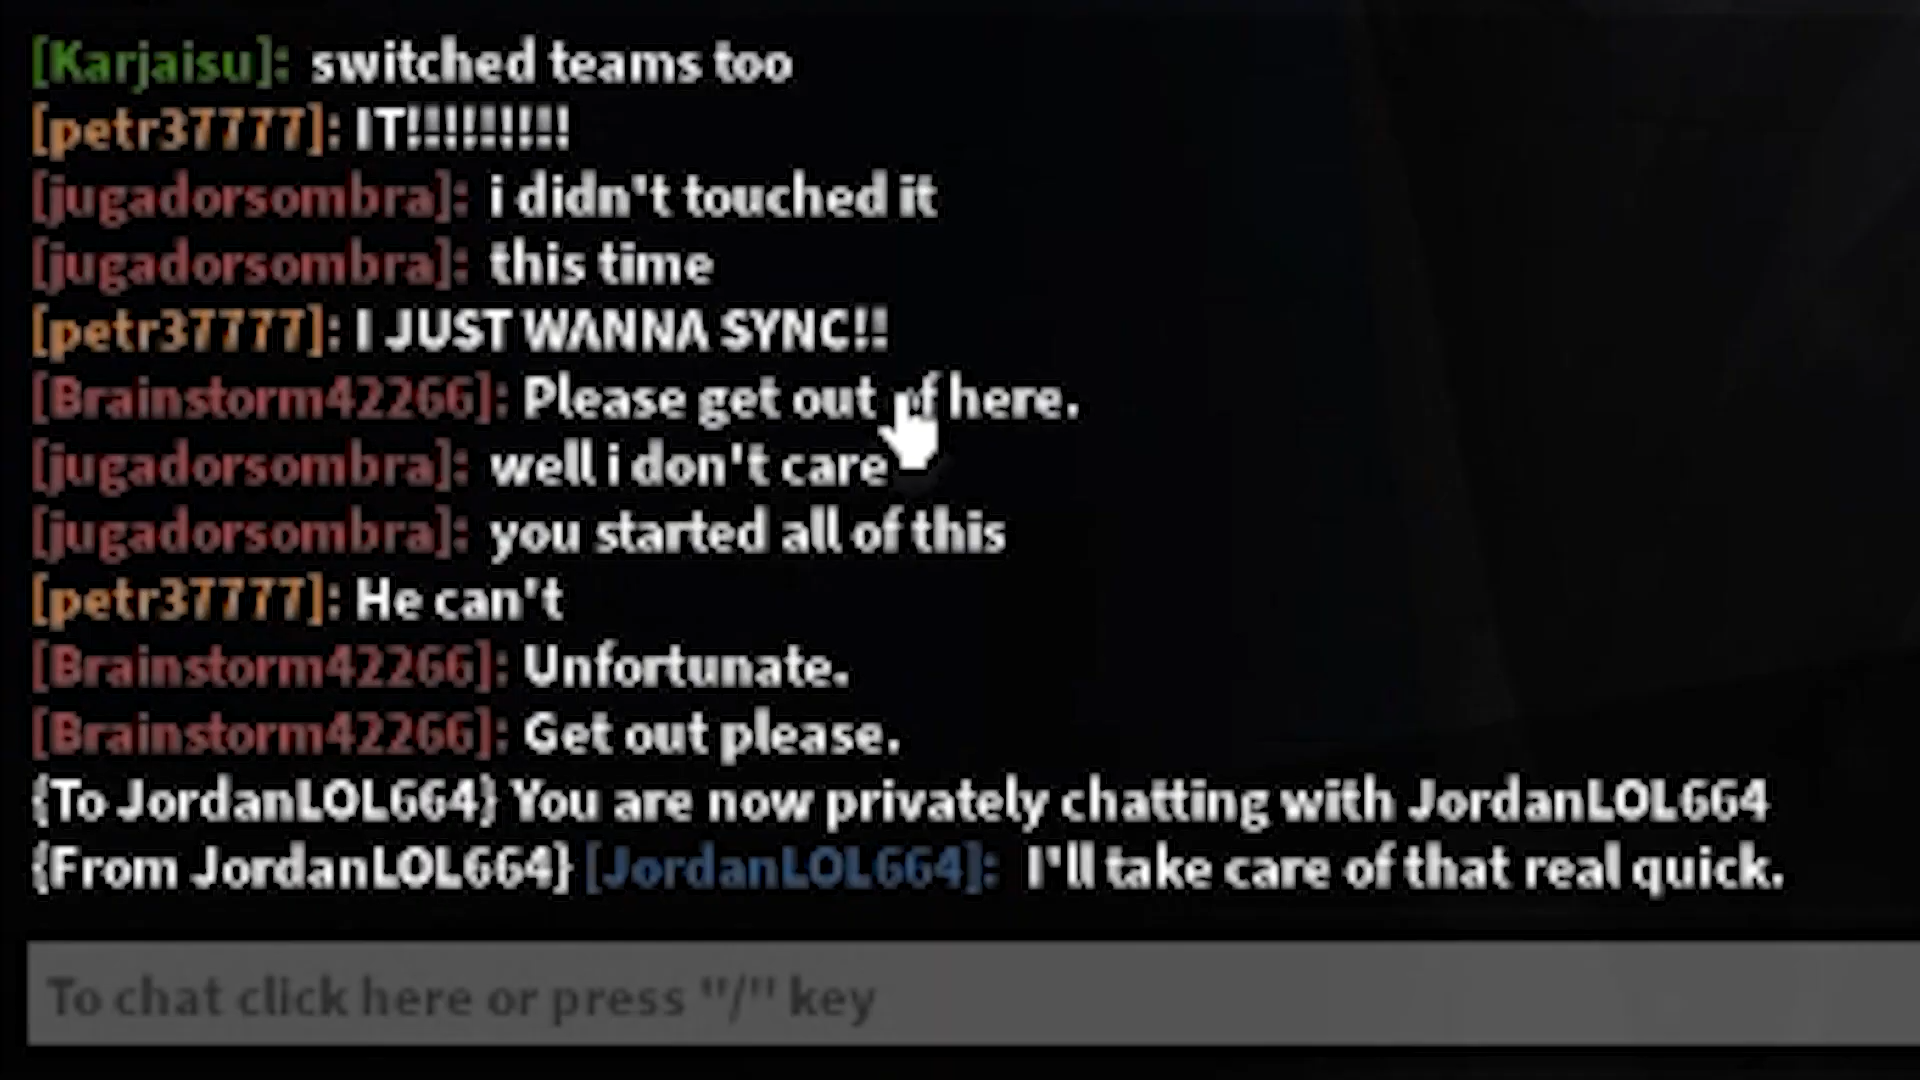 [Karjaisu]: switched teams too
[petr37777]: IT!!!!!!!!!
[jugadorsombra]: i didn't touched it
[jugadorsombra]: this time
[petr37777]: I JUST WANNA SYNC!!
[Brainstorm42266]: Please get out of here.
[jugadorsombra]: well i don't care
[jugadorsombra]: you started all of this
[petr37777]: He can't
[Brainstorm42266]: Unfortunate.
[Brainstorm42266]: Get out please.
{To JordanLOL664} You are now privately chatting with JordanLOL664
{From JordanLOL664} [JordanLOL664]: I'll take care of that real quick.
To chat click here or press "/" key